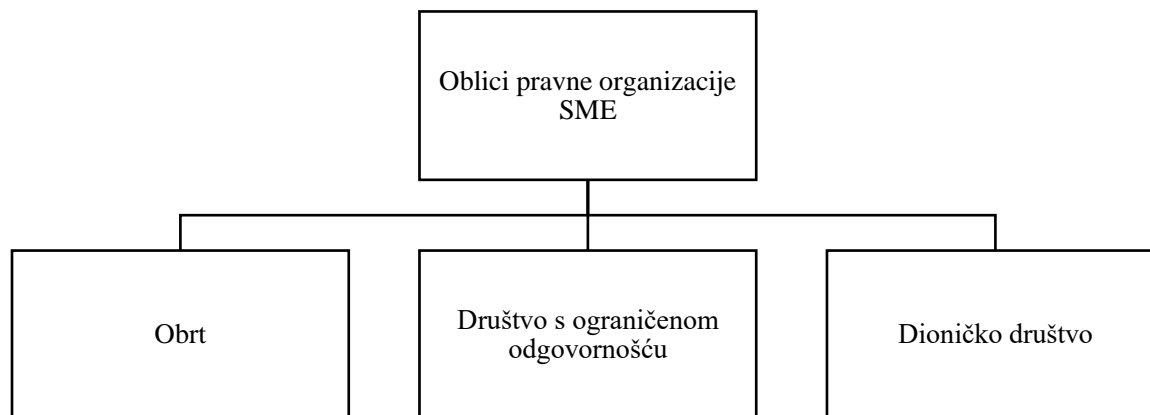 Oblici pravne organizacije
SME
Obrt
Društvo s ograničenom
odgovornošću
Dioničko društvo